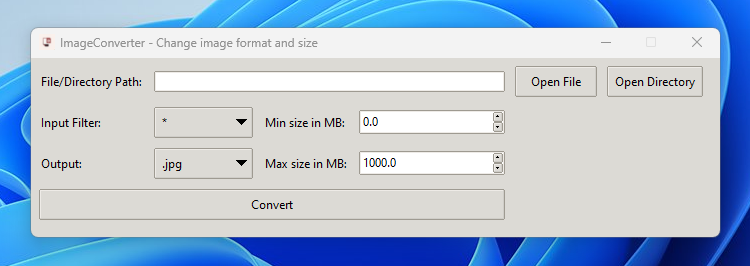 ImageConverter - Change image format and size
File/Directory Path: Open File Open Directory
Input Filter: * Min size in MB: 0.0
Output: .jpg Max size in MB: 1000.0
Convert